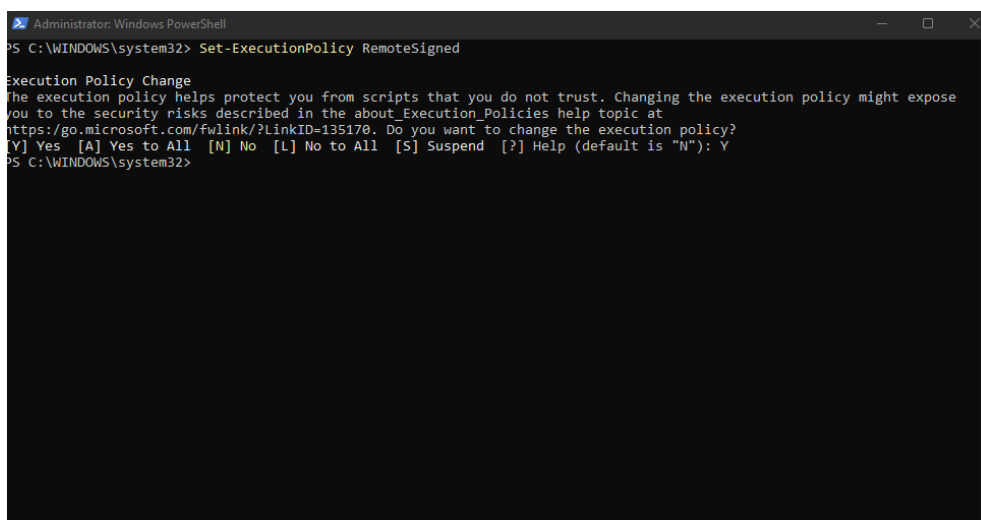 Administrator: Windows PowerShell
PS C:\WINDOWS\system32> Set-ExecutionPolicy RemoteSigned
Execution Policy Change
The execution policy helps protect you from scripts that you do not trust. Changing the execution policy might expose
you to the security risks described in the about_Execution_Policies help topic at
https:/go.microsoft.com/fwlink/?LinkID=135170. Do you want to change the execution policy?
[Y] Yes  [A] Yes to All  [N] No  [L] No to All  [S] Suspend  [?] Help (default is "N"): Y
PS C:\WINDOWS\system32>